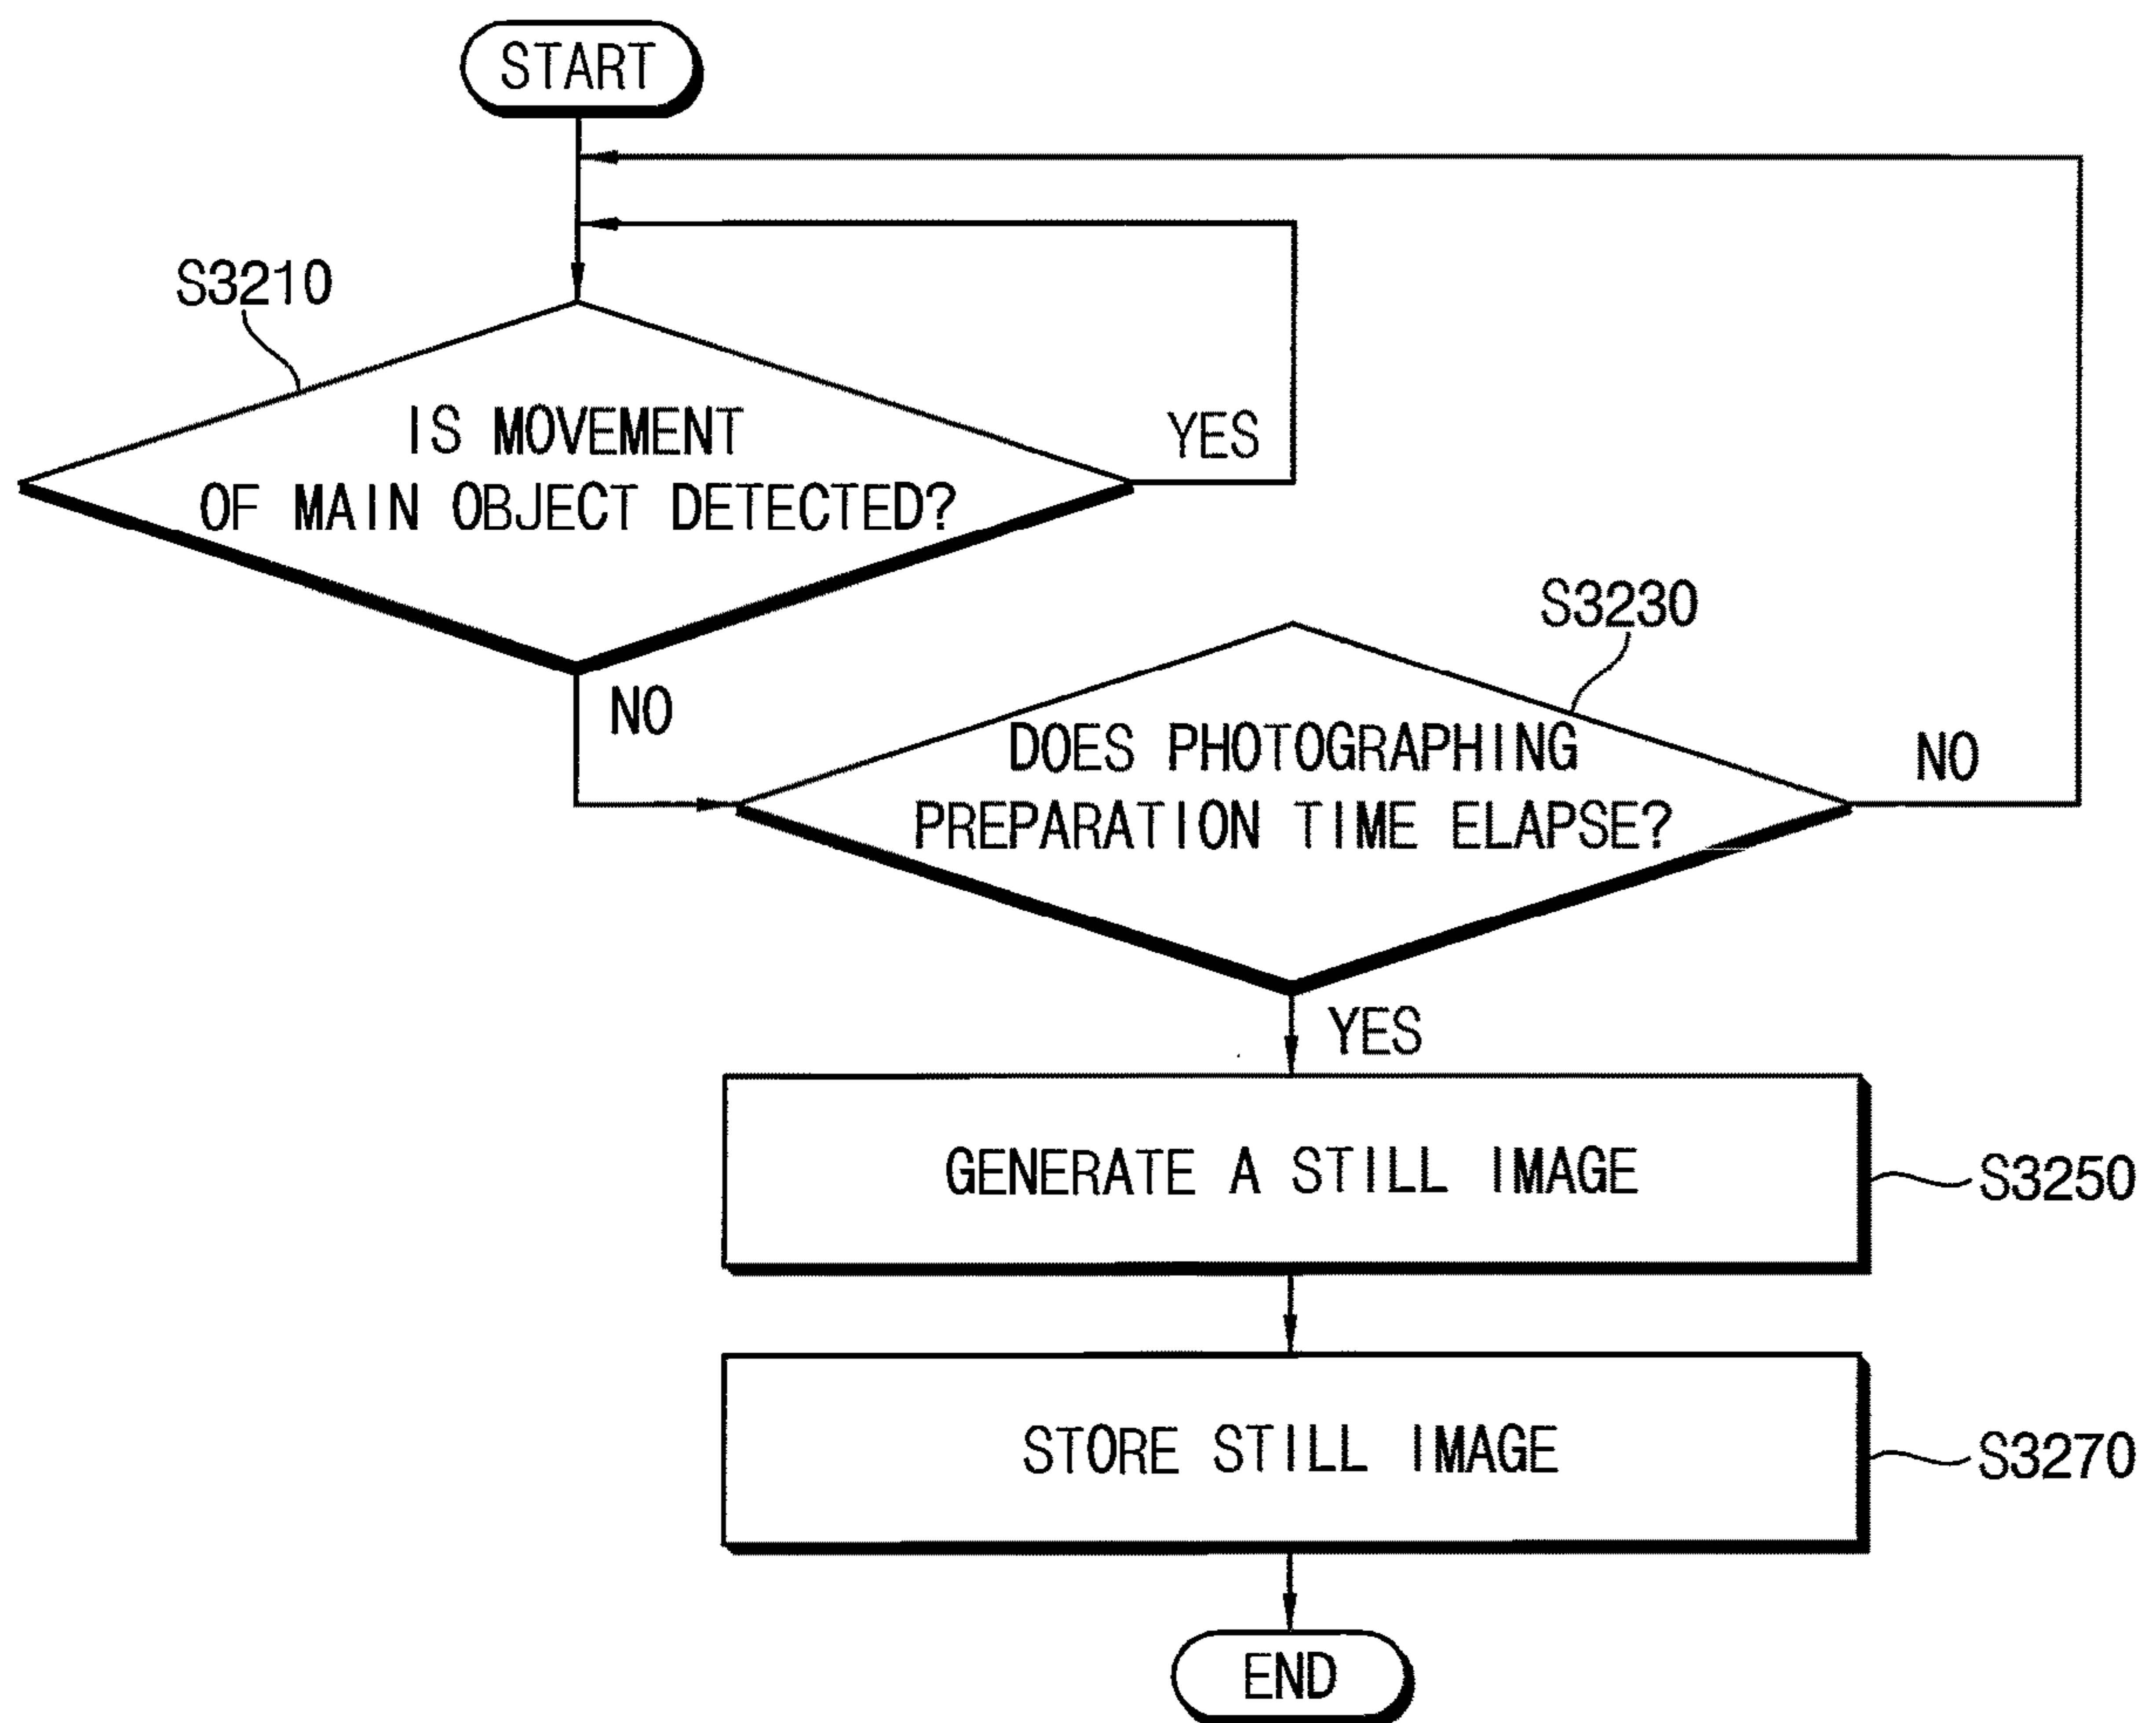 START
S3210
IS MOVEMENT
OF MAIN OBJECT DETECTED?
YES
NO
S3230
DOES PHOTOGRAPHING
PREPARATION TIME ELAPSE?
NO
YES
GENERATE A STILL IMAGE
S3250
STORE STILL IMAGE
S3270
END